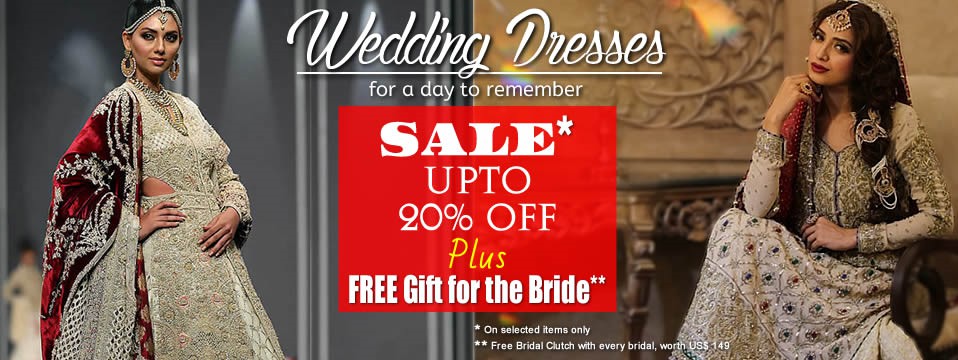 Wedding Dresses
for a day to remember
SALE*
UPTO
20% OFF
Plus
FREE Gift for the Bride**
* On selected items only
** Free Bridal Clutch with every bridal, worth US$ 149